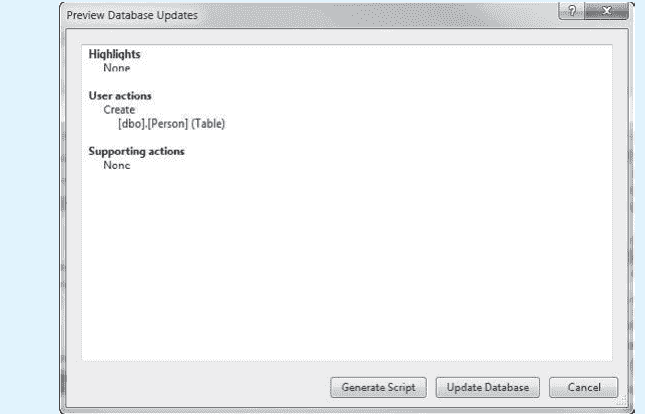 Preview Database Updates
Highlights
None
User actions
Create
[dbo].[Person] (Table)
Supporting actions
None
Generate Script Update Database Cancel